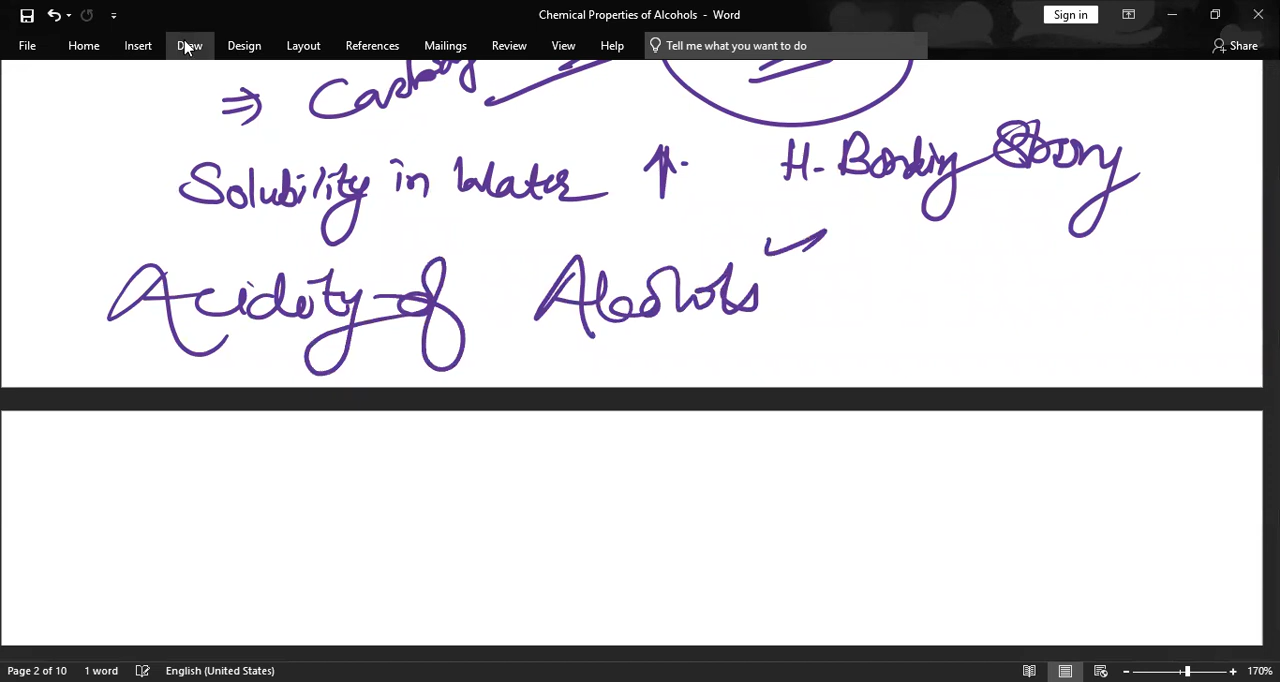 Chemical Properties of Alcohols - Word
Sign in
File Home Insert Draw Design Layout References Mailings Review View Help Tell me what you want to do Share
⇒
Solubility in Water ↑ H-Bonding Strong
Acidity of Alcohols
Page 2 of 10 1 word English (United States) 170%